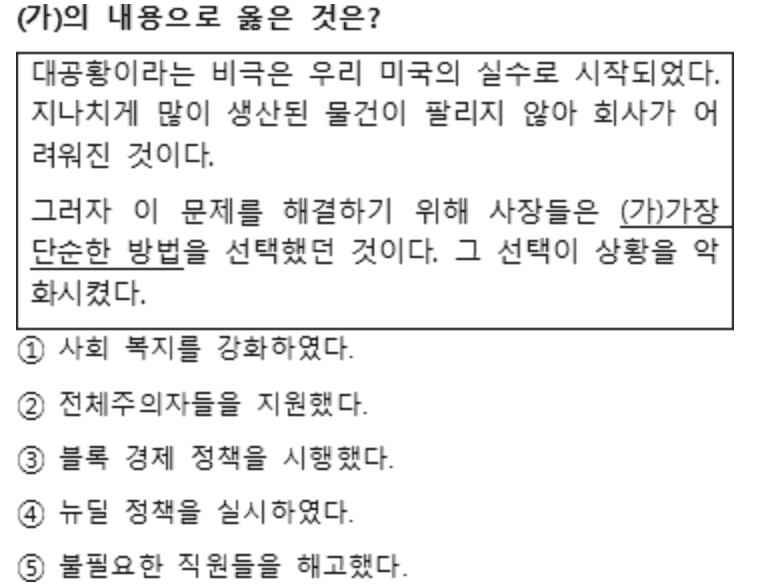 (가)의 내용으로 옳은 것은?
대공황이라는 비극은 우리 미국의 실수로 시작되었다.
지나치게 많이 생산된 물건이 팔리지 않아 회사가 어
려워진 것이다.
그러자 이 문제를 해결하기 위해 사장들은 (가)가장
단순한 방법을 선택했던 것이다. 그 선택이 상황을 악
화시켰다.
① 사회 복지를 강화하였다.
② 전체주의자들을 지원했다.
③ 블록 경제 정책을 시행했다.
④ 뉴딜 정책을 실시하였다.
⑤ 불필요한 직원들을 해고했다.